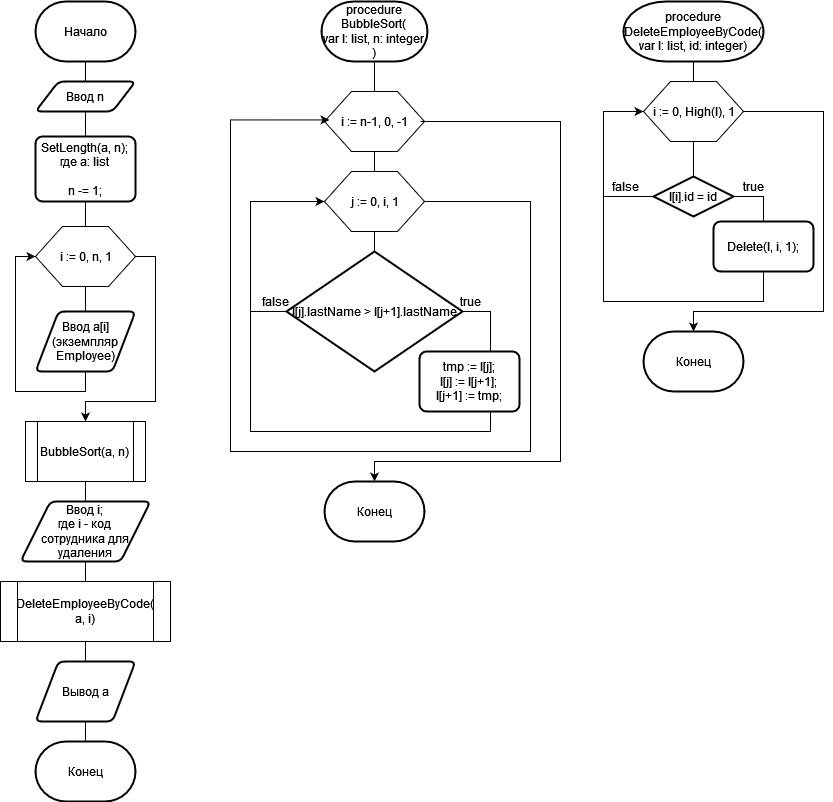 Начало
Ввод n
SetLength(a, n);
где a: list
n -= 1;
i := 0, n, 1
Ввод a[i]
(экземпляр
Employee)
BubbleSort(a, n)
Ввод i;
где i - код
сотрудника для
удаления
DeleteEmployeeByCode(
a, i)
Вывод a
Конец
procedure
BubbleSort(
var l: list, n: integer
)
i := n-1, 0, -1
j := 0, i, 1
false
l[j].lastName > l[j+1].lastName
true
tmp := l[j];
l[j] := l[j+1];
l[j+1] := tmp;
Конец
procedure
DeleteEmployeeByCode(
var l: list, id: integer)
i := 0, High(l), 1
false
l[i].id = id
true
Delete(l, i, 1);
Конец